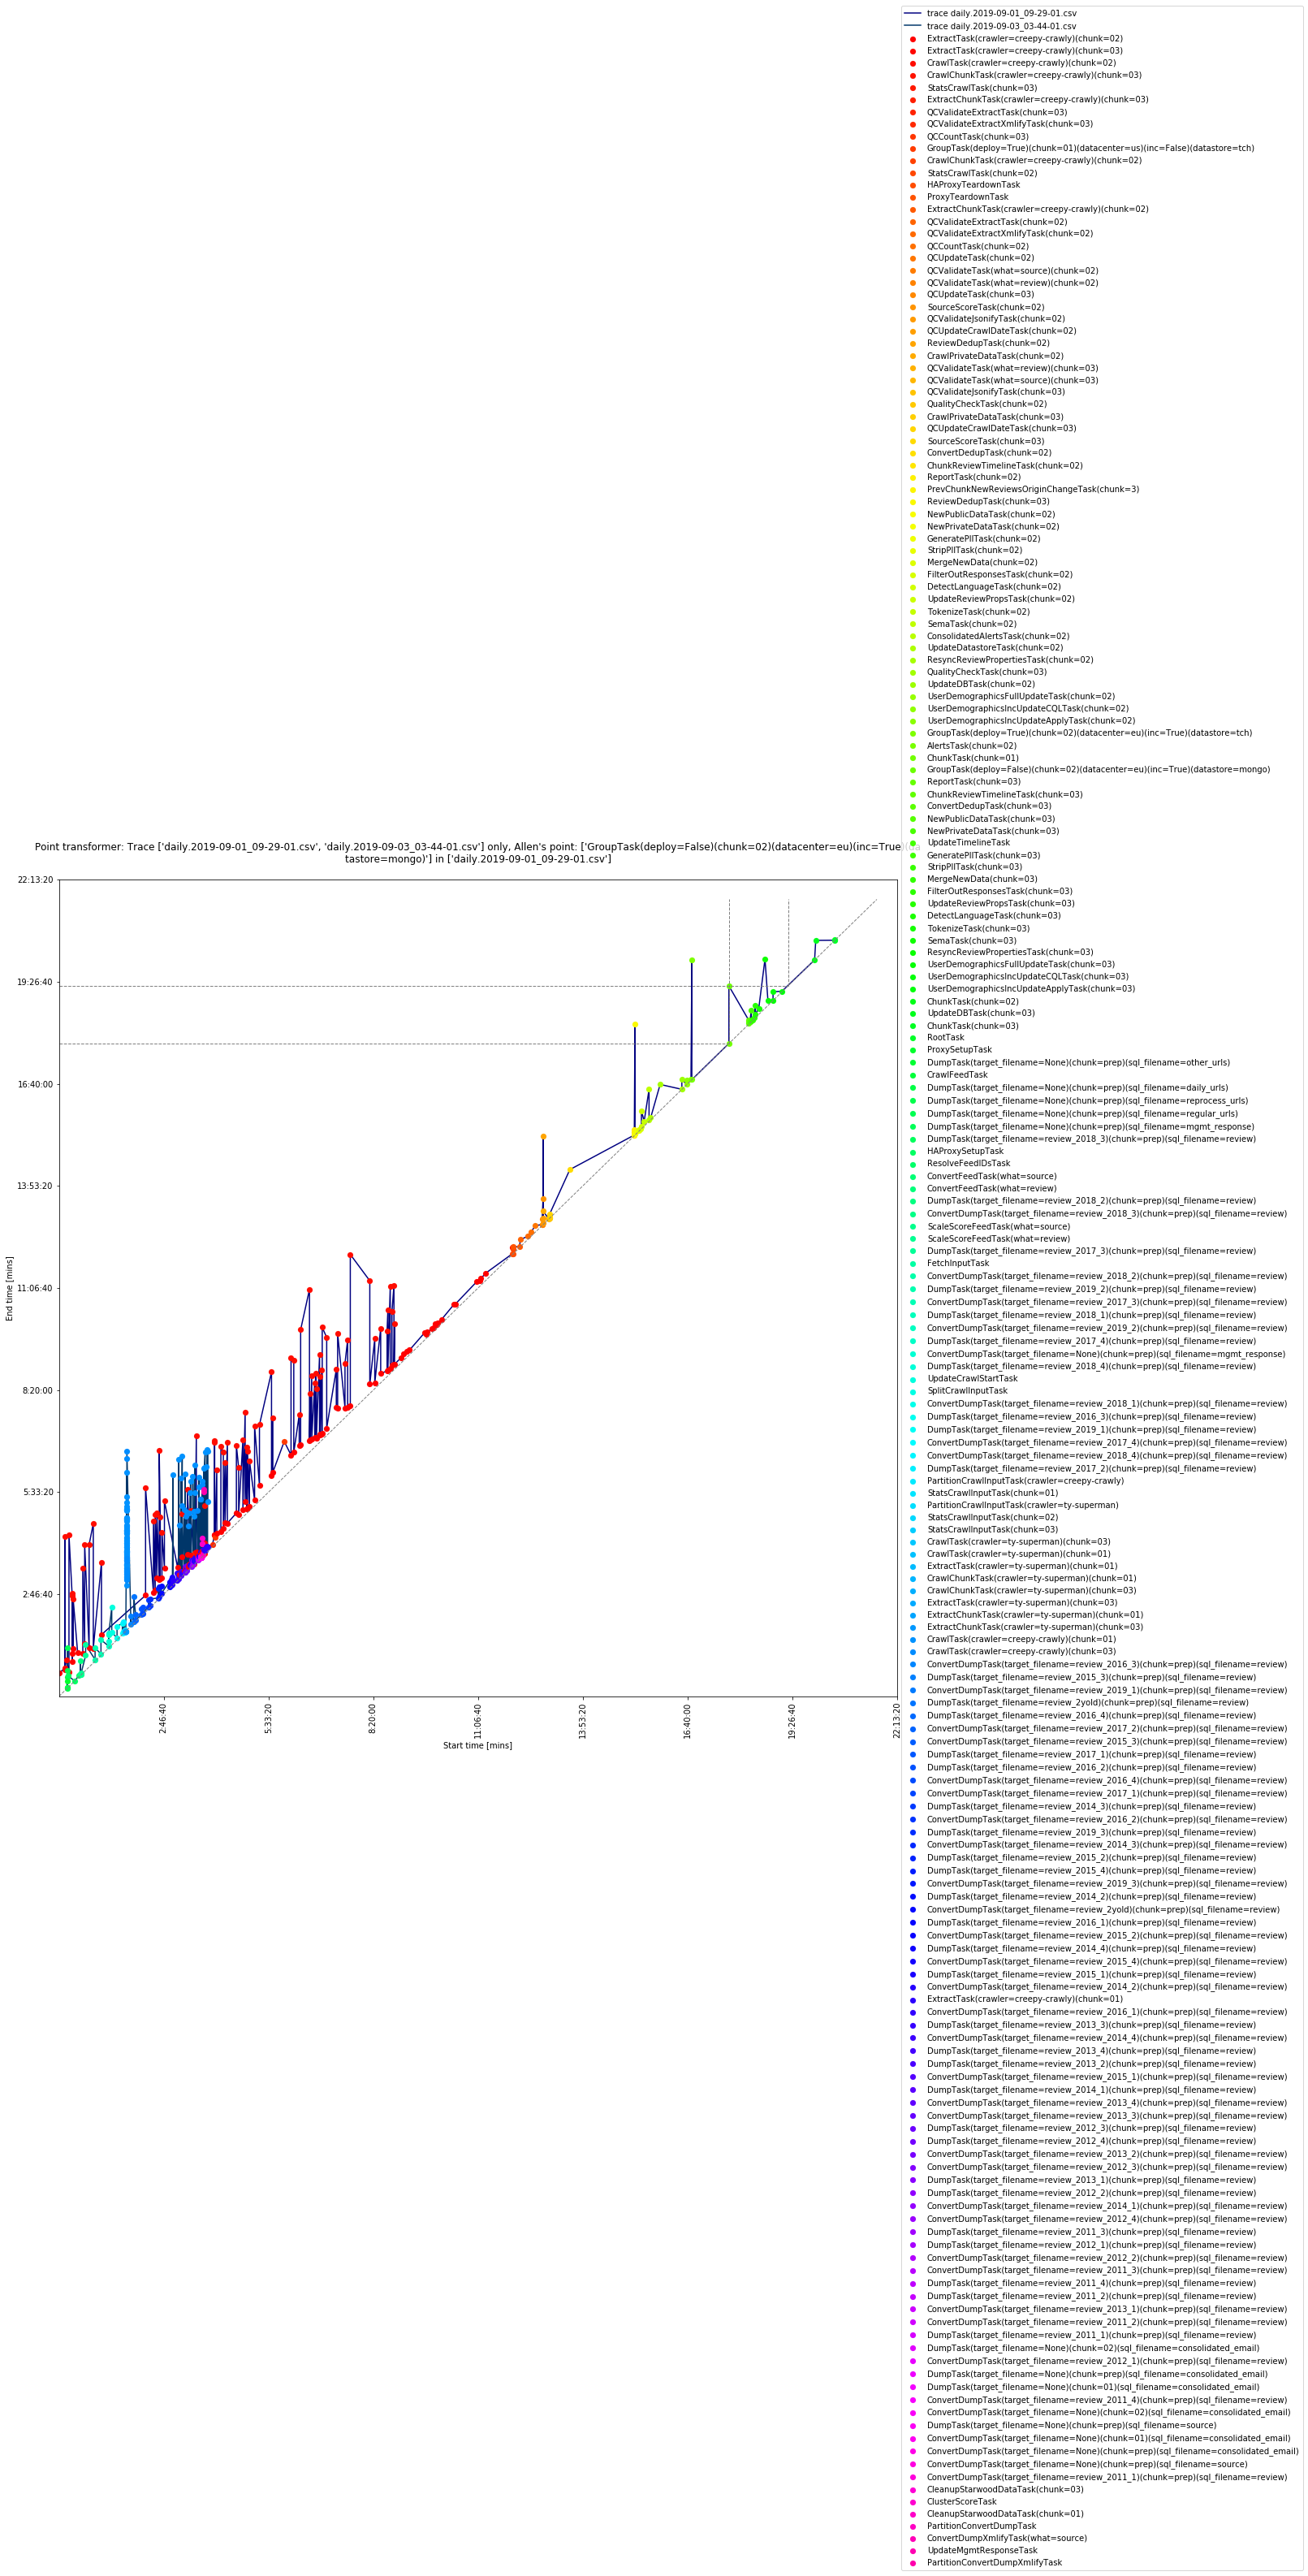 trace daily.2019-09-01_09-29-01.csv
trace daily.2019-09-03_03-44-01.csv
ExtractTask(crawler=creepy-crawly)(chunk=02)
ExtractTask(crawler=creepy-crawly)(chunk=03)
CrawlTask(crawler=creepy-crawly)(chunk=02)
CrawlChunkTask(crawler=creepy-crawly)(chunk=03)
StatsCrawlTask(chunk=03)
ExtractChunkTask(crawler=creepy-crawly)(chunk=03)
QCValidateExtractTask(chunk=03)
QCValidateExtractXmlifyTask(chunk=03)
QCCountTask(chunk=03)
GroupTask(deploy=True)(chunk=01)(datacenter=us)(inc=False)(datastore=tch)
CrawlChunkTask(crawler=creepy-crawly)(chunk=02)
StatsCrawlTask(chunk=02)
HAProxyTeardownTask
ProxyTeardownTask
ExtractChunkTask(crawler=creepy-crawly)(chunk=02)
QCValidateExtractTask(chunk=02)
QCValidateExtractXmlifyTask(chunk=02)
QCCountTask(chunk=02)
QCUpdateTask(chunk=02)
QCValidateTask(what=source)(chunk=02)
QCValidateTask(what=review)(chunk=02)
QCUpdateTask(chunk=03)
SourceScoreTask(chunk=02)
QCValidateJsonifyTask(chunk=02)
QCUpdateCrawlDateTask(chunk=02)
ReviewDedupTask(chunk=02)
CrawlPrivateDataTask(chunk=02)
QCValidateTask(what=review)(chunk=03)
QCValidateTask(what=source)(chunk=03)
QCValidateJsonifyTask(chunk=03)
QualityCheckTask(chunk=02)
CrawlPrivateDataTask(chunk=03)
QCUpdateCrawlDateTask(chunk=03)
SourceScoreTask(chunk=03)
ConvertDedupTask(chunk=02)
ChunkReviewTimelineTask(chunk=02)
ReportTask(chunk=02)
PrevChunkNewReviewsOriginChangeTask(chunk=3)
ReviewDedupTask(chunk=03)
NewPublicDataTask(chunk=02)
NewPrivateDataTask(chunk=02)
GeneratePIITask(chunk=02)
StripPIITask(chunk=02)
MergeNewData(chunk=02)
FilterOutResponsesTask(chunk=02)
DetectLanguageTask(chunk=02)
UpdateReviewPropsTask(chunk=02)
TokenizeTask(chunk=02)
SemaTask(chunk=02)
ConsolidatedAlertsTask(chunk=02)
UpdateDatastoreTask(chunk=02)
ResyncReviewPropertiesTask(chunk=02)
QualityCheckTask(chunk=03)
UpdateDBTask(chunk=02)
UserDemographicsFullUpdateTask(chunk=02)
UserDemographicsIncUpdateCQLTask(chunk=02)
UserDemographicsIncUpdateApplyTask(chunk=02)
GroupTask(deploy=True)(chunk=02)(datacenter=eu)(inc=True)(datastore=tch)
AlertsTask(chunk=02)
ChunkTask(chunk=01)
GroupTask(deploy=False)(chunk=02)(datacenter=eu)(inc=True)(datastore=mongo)
ReportTask(chunk=03)
ChunkReviewTimelineTask(chunk=03)
ConvertDedupTask(chunk=03)
NewPublicDataTask(chunk=03)
NewPrivateDataTask(chunk=03)
UpdateTimelineTask
GeneratePIITask(chunk=03)
StripPIITask(chunk=03)
MergeNewData(chunk=03)
FilterOutResponsesTask(chunk=03)
UpdateReviewPropsTask(chunk=03)
DetectLanguageTask(chunk=03)
TokenizeTask(chunk=03)
SemaTask(chunk=03)
ResyncReviewPropertiesTask(chunk=03)
UserDemographicsFullUpdateTask(chunk=03)
UserDemographicsIncUpdateCQLTask(chunk=03)
UserDemographicsIncUpdateApplyTask(chunk=03)
ChunkTask(chunk=02)
UpdateDBTask(chunk=03)
ChunkTask(chunk=03)
RootTask
ProxySetupTask
DumpTask(target_filename=None)(chunk=prep)(sql_filename=other_urls)
CrawlFeedTask
DumpTask(target_filename=None)(chunk=prep)(sql_filename=daily_urls)
DumpTask(target_filename=None)(chunk=prep)(sql_filename=reprocess_urls)
DumpTask(target_filename=None)(chunk=prep)(sql_filename=regular_urls)
DumpTask(target_filename=None)(chunk=prep)(sql_filename=mgmt_response)
DumpTask(target_filename=review_2018_3)(chunk=prep)(sql_filename=review)
HAProxySetupTask
ResolveFeedIDsTask
ConvertFeedTask(what=source)
ConvertFeedTask(what=review)
DumpTask(target_filename=review_2018_2)(chunk=prep)(sql_filename=review)
ConvertDumpTask(target_filename=review_2018_3)(chunk=prep)(sql_filename=review)
ScaleScoreFeedTask(what=source)
ScaleScoreFeedTask(what=review)
DumpTask(target_filename=review_2017_3)(chunk=prep)(sql_filename=review)
FetchInputTask
ConvertDumpTask(target_filename=review_2018_2)(chunk=prep)(sql_filename=review)
DumpTask(target_filename=review_2019_2)(chunk=prep)(sql_filename=review)
ConvertDumpTask(target_filename=review_2017_3)(chunk=prep)(sql_filename=review)
DumpTask(target_filename=review_2018_1)(chunk=prep)(sql_filename=review)
ConvertDumpTask(target_filename=review_2019_2)(chunk=prep)(sql_filename=review)
DumpTask(target_filename=review_2017_4)(chunk=prep)(sql_filename=review)
ConvertDumpTask(target_filename=None)(chunk=prep)(sql_filename=mgmt_response)
DumpTask(target_filename=review_2018_4)(chunk=prep)(sql_filename=review)
UpdateCrawlStartTask
SplitCrawlInputTask
ConvertDumpTask(target_filename=review_2018_1)(chunk=prep)(sql_filename=review)
DumpTask(target_filename=review_2016_3)(chunk=prep)(sql_filename=review)
DumpTask(target_filename=review_2019_1)(chunk=prep)(sql_filename=review)
ConvertDumpTask(target_filename=review_2017_4)(chunk=prep)(sql_filename=review)
ConvertDumpTask(target_filename=review_2018_4)(chunk=prep)(sql_filename=review)
DumpTask(target_filename=review_2017_2)(chunk=prep)(sql_filename=review)
PartitionCrawlInputTask(crawler=creepy-crawly)
StatsCrawlInputTask(chunk=01)
PartitionCrawlInputTask(crawler=ty-superman)
StatsCrawlInputTask(chunk=02)
StatsCrawlInputTask(chunk=03)
CrawlTask(crawler=ty-superman)(chunk=03)
CrawlTask(crawler=ty-superman)(chunk=01)
ExtractTask(crawler=ty-superman)(chunk=01)
CrawlChunkTask(crawler=ty-superman)(chunk=01)
CrawlChunkTask(crawler=ty-superman)(chunk=03)
ExtractTask(crawler=ty-superman)(chunk=03)
ExtractChunkTask(crawler=ty-superman)(chunk=01)
ExtractChunkTask(crawler=ty-superman)(chunk=03)
CrawlTask(crawler=creepy-crawly)(chunk=01)
CrawlTask(crawler=creepy-crawly)(chunk=03)
ConvertDumpTask(target_filename=review_2016_3)(chunk=prep)(sql_filename=review)
DumpTask(target_filename=review_2015_3)(chunk=prep)(sql_filename=review)
ConvertDumpTask(target_filename=review_2019_1)(chunk=prep)(sql_filename=review)
DumpTask(target_filename=review_2yold)(chunk=prep)(sql_filename=review)
DumpTask(target_filename=review_2016_4)(chunk=prep)(sql_filename=review)
ConvertDumpTask(target_filename=review_2017_2)(chunk=prep)(sql_filename=review)
ConvertDumpTask(target_filename=review_2015_3)(chunk=prep)(sql_filename=review)
DumpTask(target_filename=review_2017_1)(chunk=prep)(sql_filename=review)
DumpTask(target_filename=review_2016_2)(chunk=prep)(sql_filename=review)
ConvertDumpTask(target_filename=review_2016_4)(chunk=prep)(sql_filename=review)
ConvertDumpTask(target_filename=review_2017_1)(chunk=prep)(sql_filename=review)
DumpTask(target_filename=review_2014_3)(chunk=prep)(sql_filename=review)
ConvertDumpTask(target_filename=review_2016_2)(chunk=prep)(sql_filename=review)
DumpTask(target_filename=review_2019_3)(chunk=prep)(sql_filename=review)
ConvertDumpTask(target_filename=review_2014_3)(chunk=prep)(sql_filename=review)
DumpTask(target_filename=review_2015_2)(chunk=prep)(sql_filename=review)
DumpTask(target_filename=review_2015_4)(chunk=prep)(sql_filename=review)
ConvertDumpTask(target_filename=review_2019_3)(chunk=prep)(sql_filename=review)
DumpTask(target_filename=review_2014_2)(chunk=prep)(sql_filename=review)
ConvertDumpTask(target_filename=review_2yold)(chunk=prep)(sql_filename=review)
DumpTask(target_filename=review_2016_1)(chunk=prep)(sql_filename=review)
ConvertDumpTask(target_filename=review_2015_2)(chunk=prep)(sql_filename=review)
DumpTask(target_filename=review_2014_4)(chunk=prep)(sql_filename=review)
ConvertDumpTask(target_filename=review_2015_4)(chunk=prep)(sql_filename=review)
DumpTask(target_filename=review_2015_1)(chunk=prep)(sql_filename=review)
ConvertDumpTask(target_filename=review_2014_2)(chunk=prep)(sql_filename=review)
ExtractTask(crawler=creepy-crawly)(chunk=01)
ConvertDumpTask(target_filename=review_2016_1)(chunk=prep)(sql_filename=review)
DumpTask(target_filename=review_2013_3)(chunk=prep)(sql_filename=review)
ConvertDumpTask(target_filename=review_2014_4)(chunk=prep)(sql_filename=review)
DumpTask(target_filename=review_2013_4)(chunk=prep)(sql_filename=review)
DumpTask(target_filename=review_2013_2)(chunk=prep)(sql_filename=review)
ConvertDumpTask(target_filename=review_2015_1)(chunk=prep)(sql_filename=review)
DumpTask(target_filename=review_2014_1)(chunk=prep)(sql_filename=review)
ConvertDumpTask(target_filename=review_2013_4)(chunk=prep)(sql_filename=review)
ConvertDumpTask(target_filename=review_2013_3)(chunk=prep)(sql_filename=review)
DumpTask(target_filename=review_2012_3)(chunk=prep)(sql_filename=review)
DumpTask(target_filename=review_2012_4)(chunk=prep)(sql_filename=review)
ConvertDumpTask(target_filename=review_2013_2)(chunk=prep)(sql_filename=review)
ConvertDumpTask(target_filename=review_2012_3)(chunk=prep)(sql_filename=review)
DumpTask(target_filename=review_2013_1)(chunk=prep)(sql_filename=review)
DumpTask(target_filename=review_2012_2)(chunk=prep)(sql_filename=review)
ConvertDumpTask(target_filename=review_2014_1)(chunk=prep)(sql_filename=review)
ConvertDumpTask(target_filename=review_2012_4)(chunk=prep)(sql_filename=review)
DumpTask(target_filename=review_2011_3)(chunk=prep)(sql_filename=review)
DumpTask(target_filename=review_2012_1)(chunk=prep)(sql_filename=review)
ConvertDumpTask(target_filename=review_2012_2)(chunk=prep)(sql_filename=review)
ConvertDumpTask(target_filename=review_2011_3)(chunk=prep)(sql_filename=review)
DumpTask(target_filename=review_2011_4)(chunk=prep)(sql_filename=review)
DumpTask(target_filename=review_2011_2)(chunk=prep)(sql_filename=review)
ConvertDumpTask(target_filename=review_2013_1)(chunk=prep)(sql_filename=review)
ConvertDumpTask(target_filename=review_2011_2)(chunk=prep)(sql_filename=review)
DumpTask(target_filename=review_2011_1)(chunk=prep)(sql_filename=review)
DumpTask(target_filename=None)(chunk=02)(sql_filename=consolidated_email)
ConvertDumpTask(target_filename=review_2012_1)(chunk=prep)(sql_filename=review)
DumpTask(target_filename=None)(chunk=prep)(sql_filename=consolidated_email)
DumpTask(target_filename=None)(chunk=01)(sql_filename=consolidated_email)
ConvertDumpTask(target_filename=review_2011_4)(chunk=prep)(sql_filename=review)
ConvertDumpTask(target_filename=None)(chunk=02)(sql_filename=consolidated_email)
DumpTask(target_filename=None)(chunk=prep)(sql_filename=source)
ConvertDumpTask(target_filename=None)(chunk=01)(sql_filename=consolidated_email)
ConvertDumpTask(target_filename=None)(chunk=prep)(sql_filename=consolidated_email)
ConvertDumpTask(target_filename=None)(chunk=prep)(sql_filename=source)
ConvertDumpTask(target_filename=review_2011_1)(chunk=prep)(sql_filename=review)
CleanupStarwoodDataTask(chunk=03)
ClusterScoreTask
CleanupStarwoodDataTask(chunk=01)
PartitionConvertDumpTask
ConvertDumpXmlifyTask(what=source)
UpdateMgmtResponseTask
PartitionConvertDumpXmlifyTask
Point transformer: Trace ['daily.2019-09-01_09-29-01.csv', 'daily.2019-09-03_03-44-01.csv'] only, Allen's point: ['GroupTask(deploy=False)(chunk=02)(datacenter=eu)(inc=True)(da
tastore=mongo)'] in ['daily.2019-09-01_09-29-01.csv']
22:13:20
19:26:40
16:40:00
13:53:20
11:06:40
8:20:00
5:33:20
2:46:40
End time [mins]
2:46:40
5:33:20
8:20:00
11:06:40
13:53:20
16:40:00
19:26:40
22:13:20
Start time [mins]